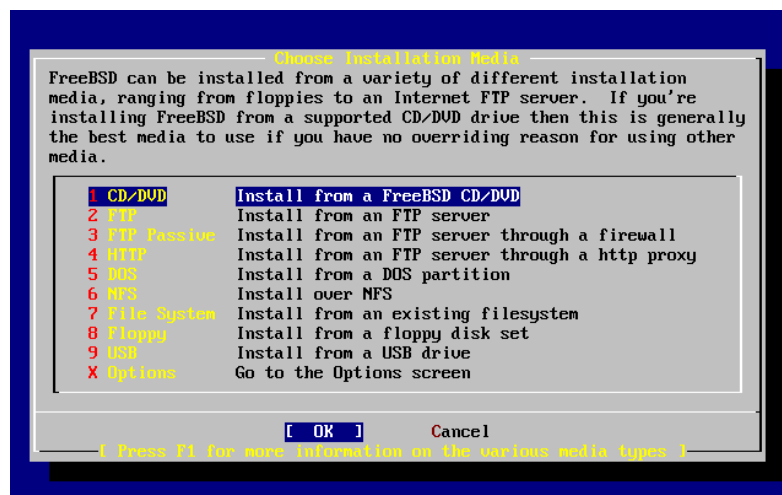 Choose Installation Media
FreeBSD can be installed from a variety of different installation
media, ranging from floppies to an Internet FTP server.  If you're
installing FreeBSD from a supported CD/DVD drive then this is generally
the best media to use if you have no overriding reason for using other
media.
1 CD/DVD Install from a FreeBSD CD/DVD
2 FTP Install from an FTP server
3 FTP Passive Install from an FTP server through a firewall
4 HTTP Install from an FTP server through a http proxy
5 DOS Install from a DOS partition
6 NFS Install over NFS
7 File System Install from an existing filesystem
8 Floppy Install from a floppy disk set
9 USB Install from a USB drive
X Options Go to the Options screen
[ OK ] Cancel
[ Press F1 for more information on the various media types ]